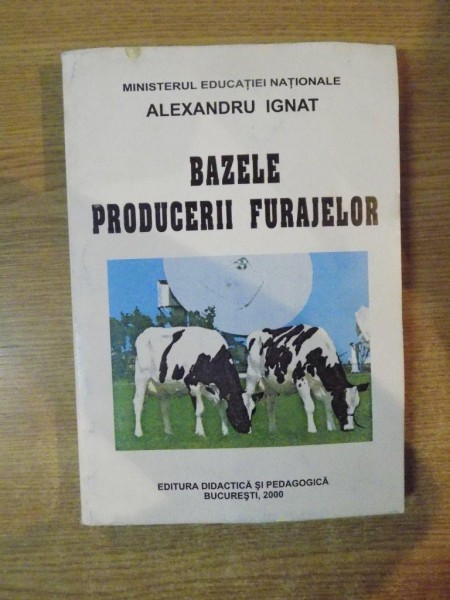 MINISTERUL EDUCAȚIEI NAȚIONALE
ALEXANDRU IGNAT
BAZELE
PRODUCERII FURAJELOR
EDITURA DIDACTICĂ ȘI PEDAGOGICĂ
BUCUREȘTI, 2000